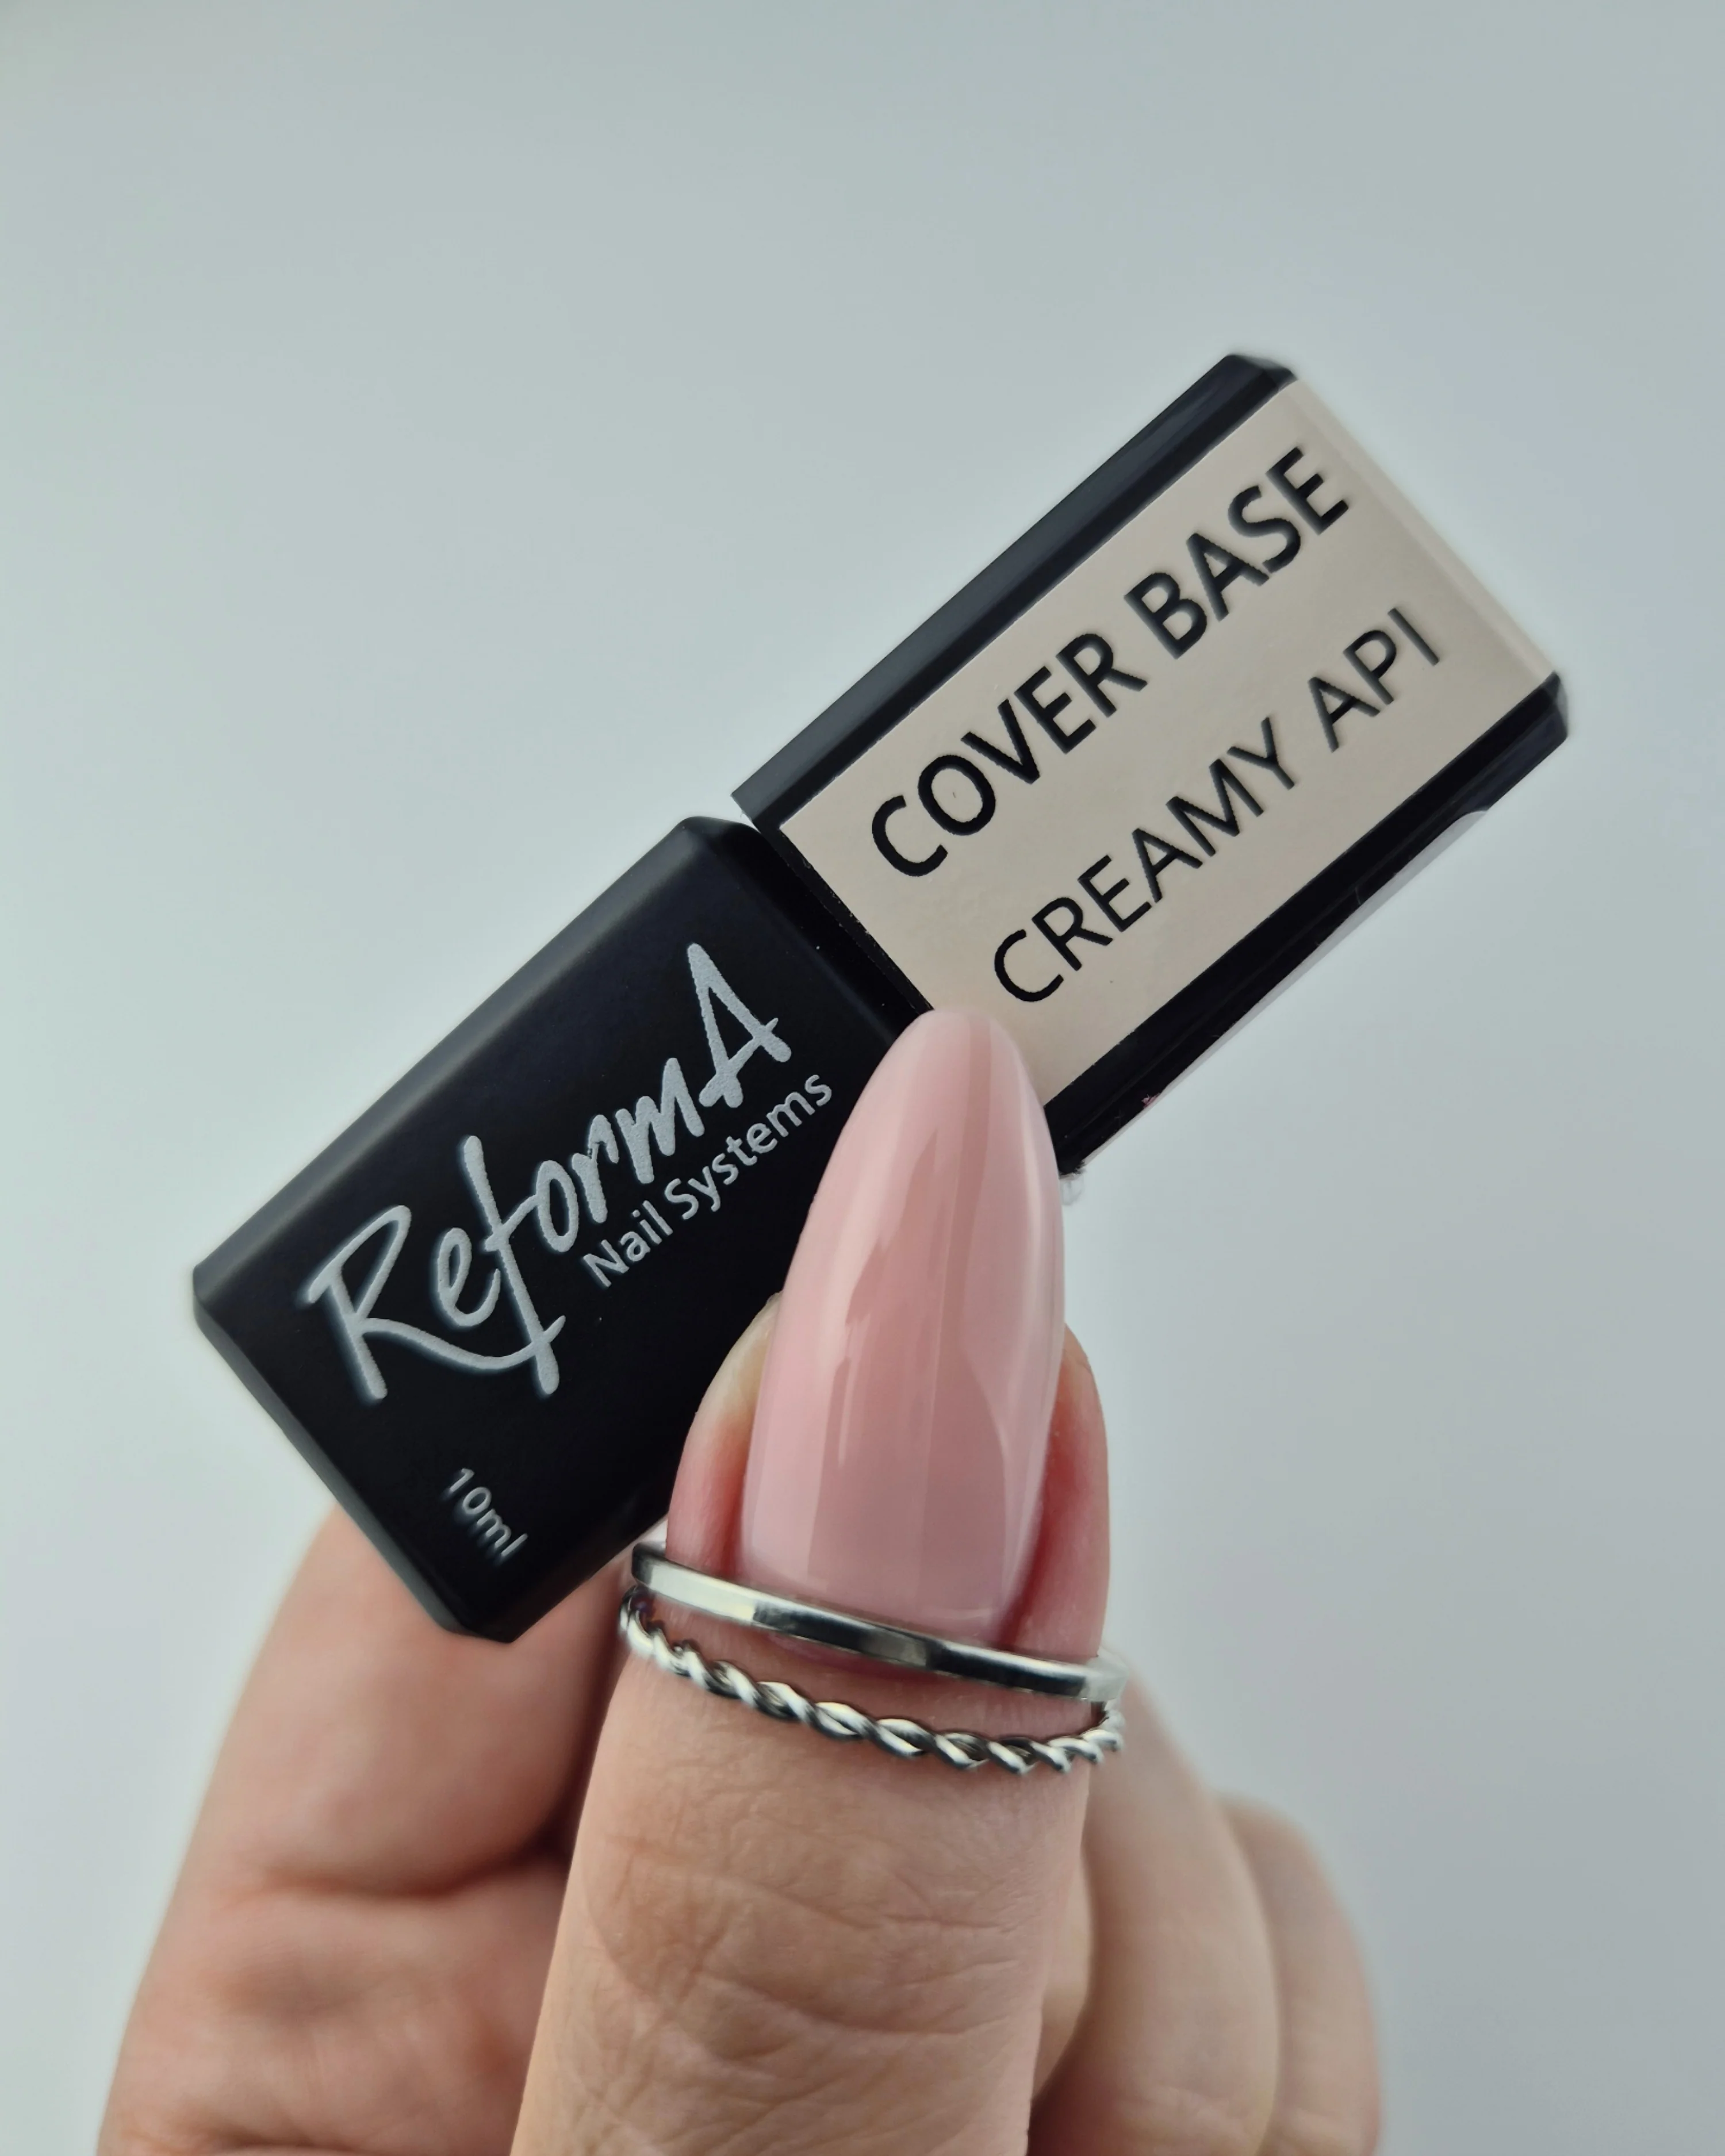 COVER BASE
CREAMY API
ReformA
Nail Systems
10ml